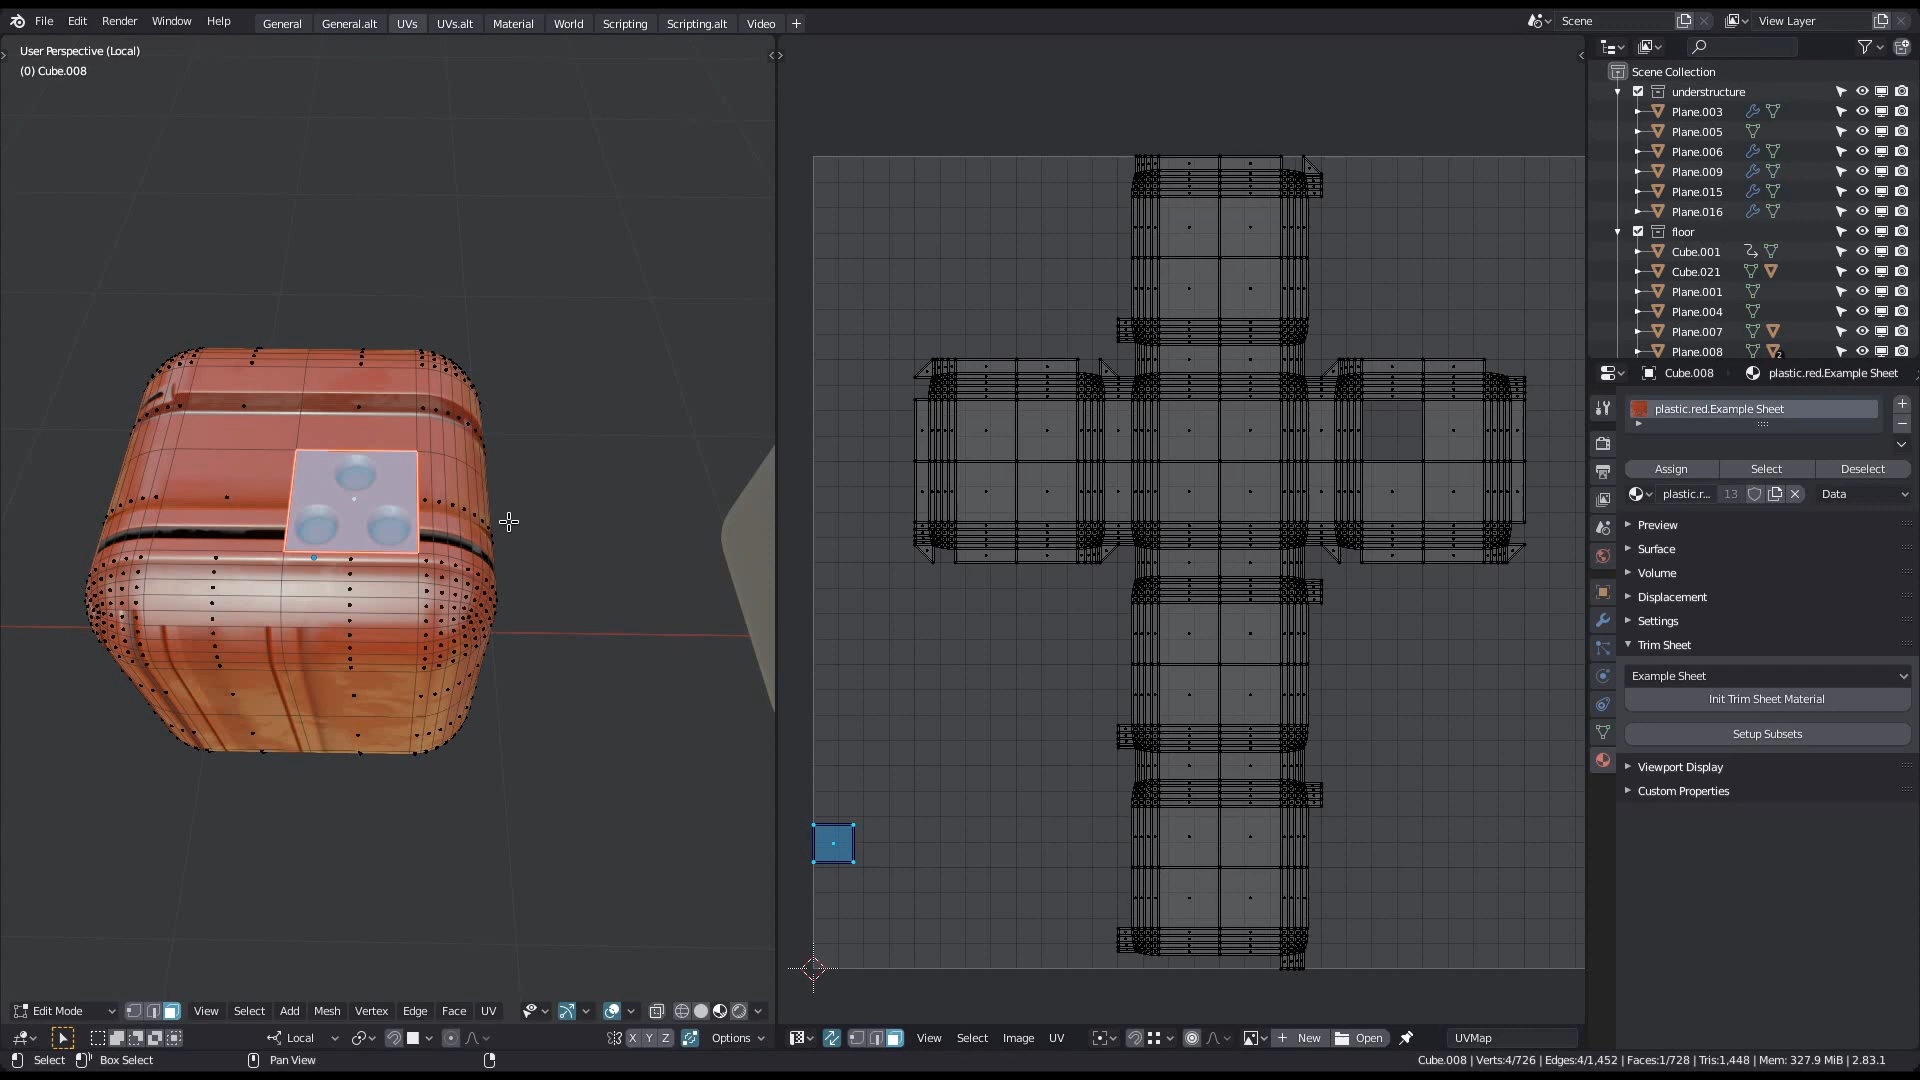 File Edit Render Window Help General General.alt UVs UVs.alt Material World Scripting Scripting.alt Video + Scene View Layer
User Perspective (Local)
(0) Cube.008
Scene Collection
understructure
Plane.003
Plane.005
Plane.006
Plane.009
Plane.015
Plane.016
floor
Cube.001
Cube.021
Plane.001
Plane.004
Plane.007
Plane.008 2
Cube.008 plastic.red.Example Sheet
plastic.red.Example Sheet
Assign Select Deselect
plastic.r... 13 Data
Preview
Surface
Volume
Displacement
Settings
Trim Sheet
Example Sheet
Init Trim Sheet Material
Setup Subsets
Viewport Display
Custom Properties
Edit Mode View Select Add Mesh Vertex Edge Face UV
Local X Y Z Options View Select Image UV New Open UVMap
Select Box Select Pan View Cube.008 | Verts:4/726 | Edges:4/1,452 | Faces:1/728 | Tris:1,448 | Mem: 327.9 MiB | 2.83.1